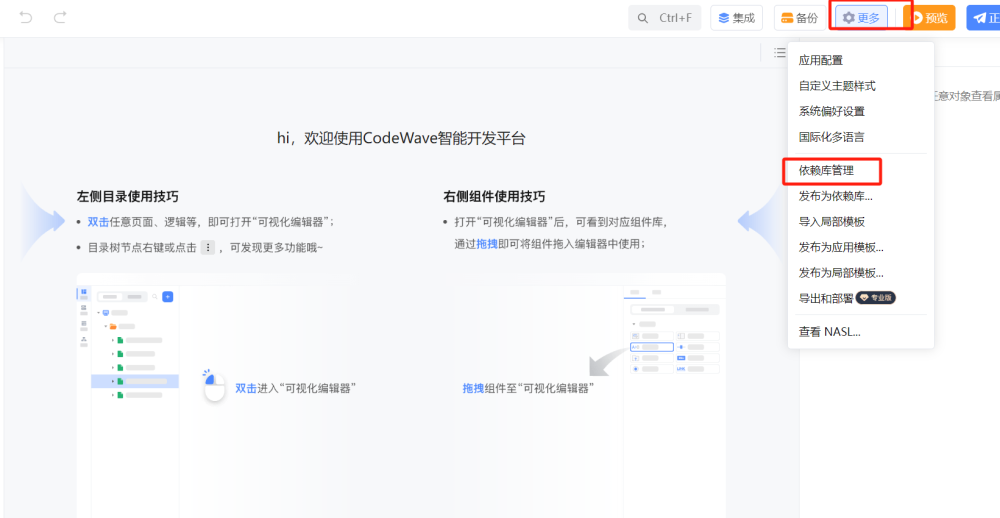 Ctrl+F
集成
备份
更多
预览
正
应用配置
自定义主题样式
系统偏好设置
国际化多语言
依赖库管理
发布为依赖库...
导入局部模板
发布为应用模板...
发布为局部模板...
导出和部署 专业版
查看 NASL...
任意对象查看属
hi，欢迎使用CodeWave智能开发平台
左侧目录使用技巧
双击任意页面、逻辑等，即可打开“可视化编辑器”；
目录树节点右键或点击 ，可发现更多功能哦~
右侧组件使用技巧
打开“可视化编辑器”后，可看到对应组件库，
通过拖拽即可将组件拖入编辑器中使用；
双击进入“可视化编辑器”
拖拽组件至“可视化编辑器”